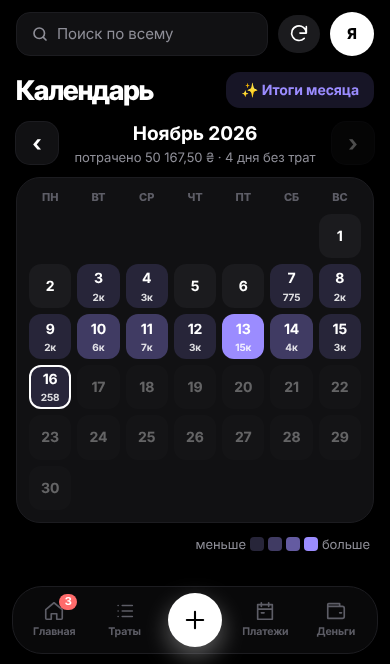 Поиск по всему
Я
Календарь
✨ Итоги месяца
‹ Ноябрь 2026 ›
потрачено 50 167,50 ₴ · 4 дня без трат
ПН ВТ СР ЧТ ПТ СБ ВС
1
2 3 4 5 6 7 8
2к 3к 775 2к
9 10 11 12 13 14 15
2к 6к 7к 3к 15к 4к 3к
16 17 18 19 20 21 22
258
23 24 25 26 27 28 29
30
меньше больше
3
Главная Траты + Платежи Деньги